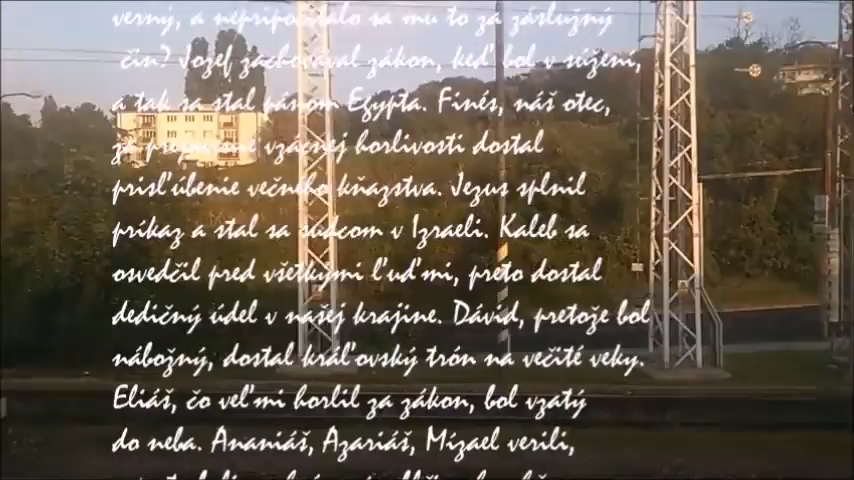 verný, a nepripočítalo sa mu to za záslužný
čin? Jozef zachovával zákon, keď bol v súžení,
a tak sa stal pánom Egypta. Finés, náš otec,
za prejavenie vzácnej horlivosti dostal
prisľúbenie večného kňazstva. Jezus splnil
príkaz a stal sa sudcom v Izraeli. Kaleb sa
osvedčil pred všetkými ľuďmi, preto dostal
dedičný údel v našej krajine. Dávid, pretože bol
nábožný, dostal kráľovský trón na večité veky.
Eliáš, čo veľmi horlil za zákon, bol vzatý
do neba. Ananiáš, Azariáš, Mízael verili,